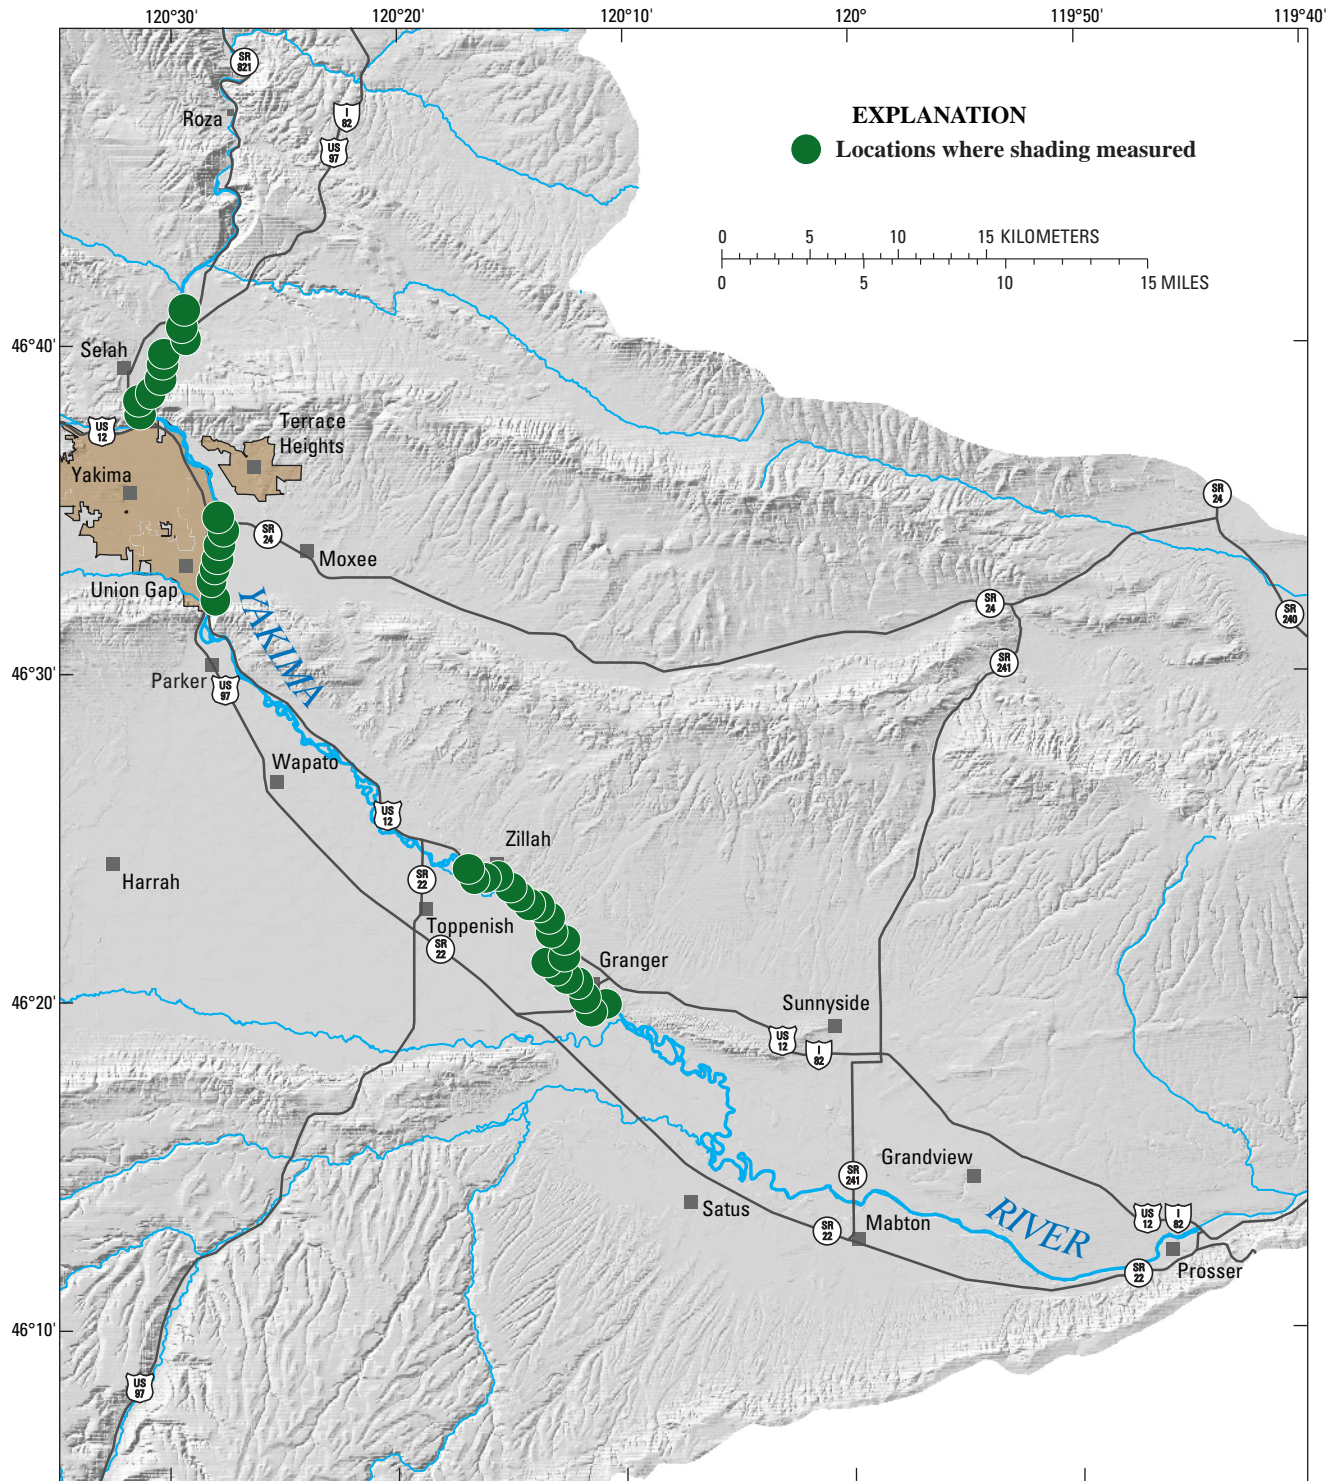 120°30'
120°20'
120°10'
120°
119°50'
119°40'
SR
821
Roza
I
82
US
97
EXPLANATION
Locations where shading measured
0
5
10
15 KILOMETERS
0
5
10
15 MILES
46°40'
Selah
US
12
Terrace
Heights
Yakima
SR
24
SR
24
Moxee
Union Gap
YAKIMA
SR
24
SR
240
SR
241
46°30'
Parker
US
97
Wapato
US
12
Zillah
Harrah
SR
22
Toppenish
SR
22
Granger
46°20'
Sunnyside
US
12
I
82
Grandview
SR
241
Satus
SR
22
Mabton
RIVER
US
12
I
82
SR
22
Prosser
46°10'
US
97